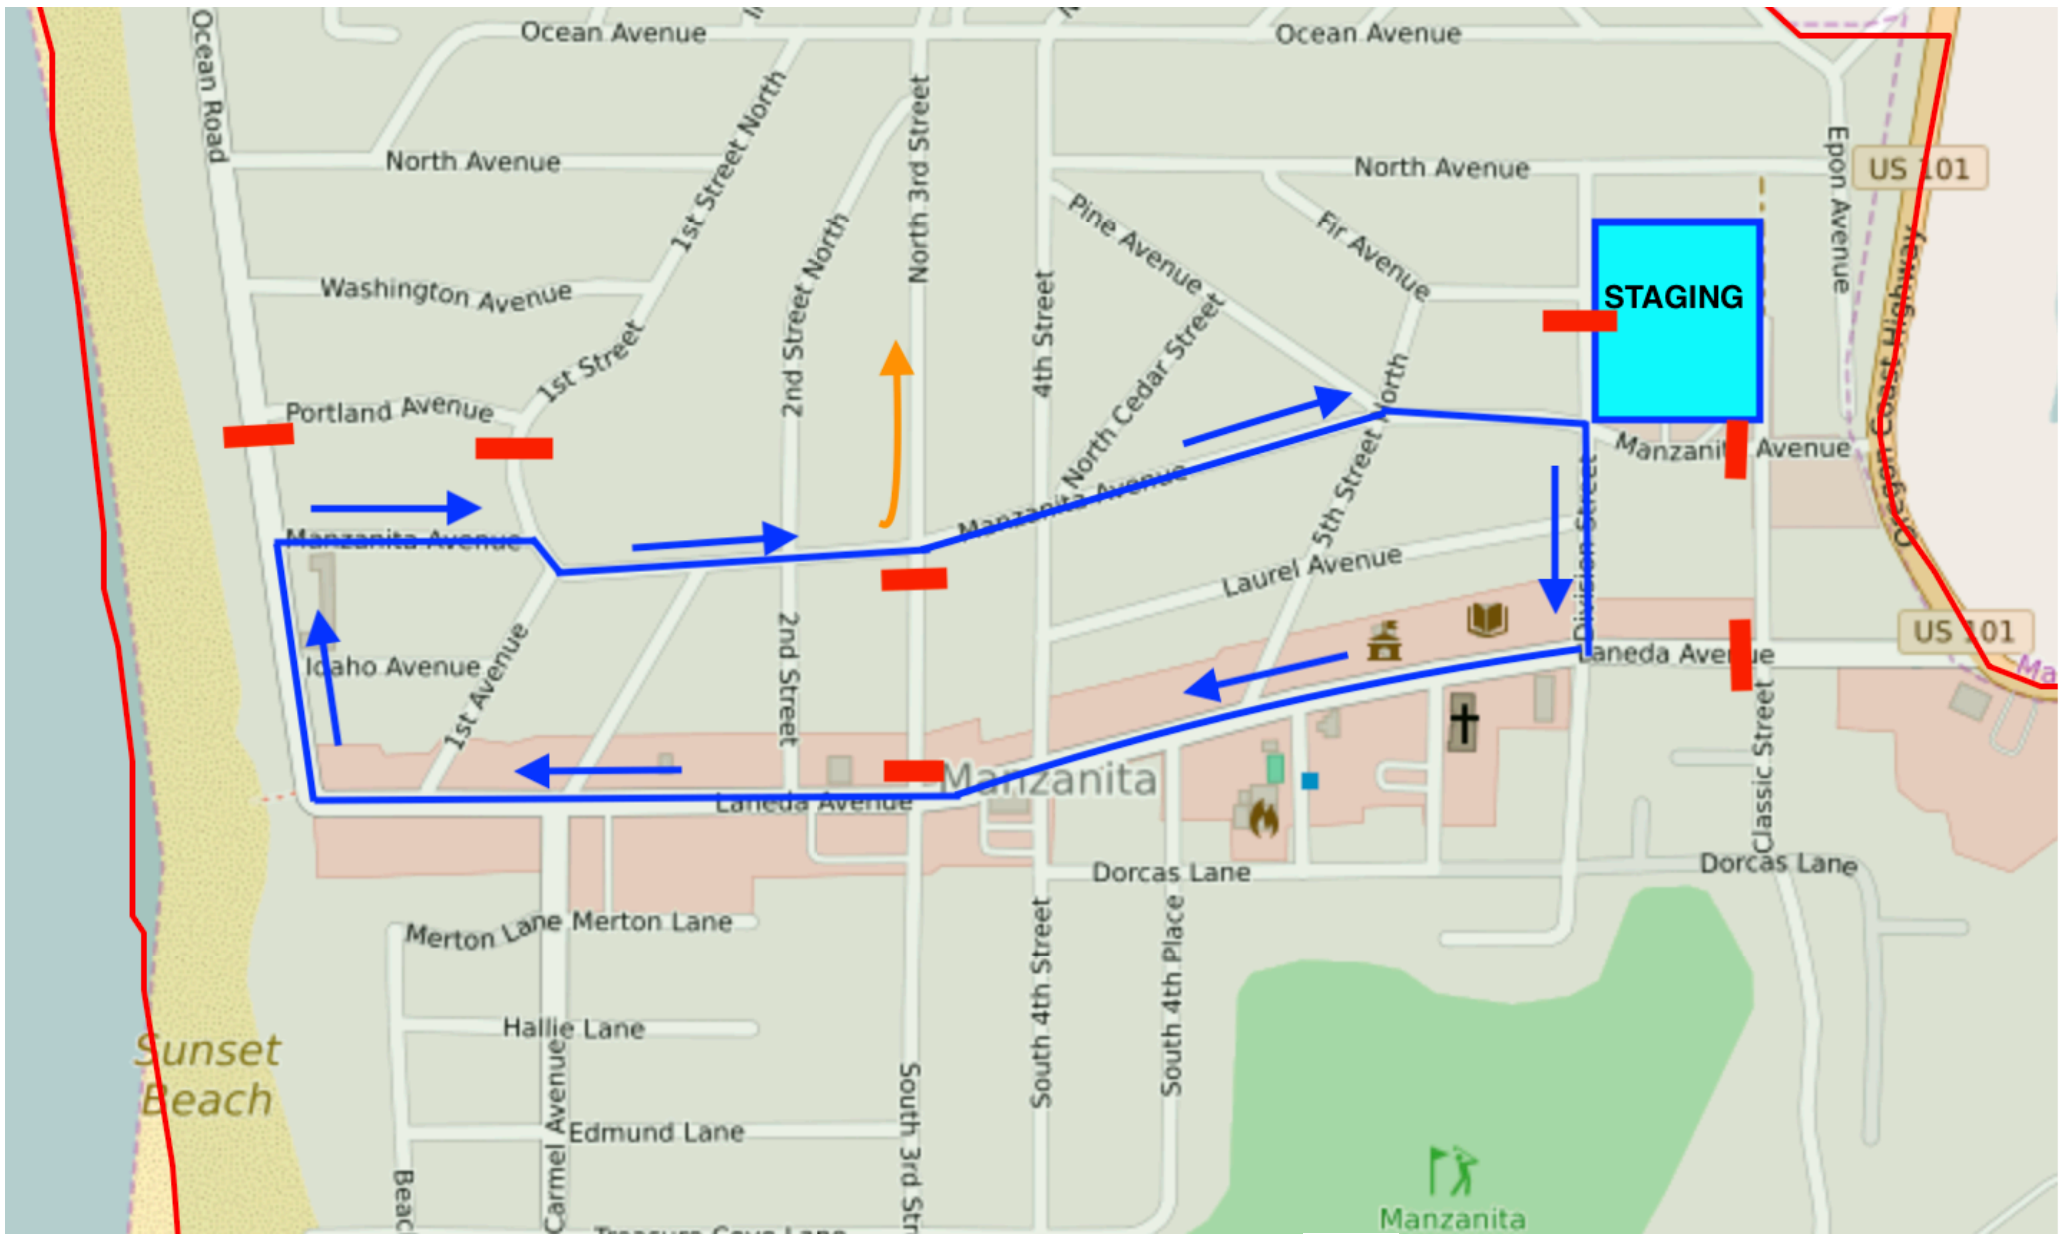 Ocean Road
Ocean Avenue
Ocean Avenue
North Avenue
1st Street North
North 3rd Street
North Avenue
Epon Avenue
US 101
Washington Avenue
2nd Street North
Pine Avenue
Fir Avenue
STAGING
Oregon Coast Highway
1st Street
4th Street
North Cedar Street
Portland Avenue
5th Street North
Manzanita Avenue
Manzanita Avenue
Manzanit Avenue
Laurel Avenue
Division Street
Idaho Avenue
1st Avenue
2nd Street
Laneda Avenue
US 101
Ma
Laneda Avenue
Manzanita
Classic Street
Dorcas Lane
Dorcas Lane
Merton Lane
Merton Lane
South 4th Street
South 4th Place
Hallie Lane
Sunset
Beach
Carmel Avenue
Edmund Lane
South 3rd Str
Beac
Manzanita